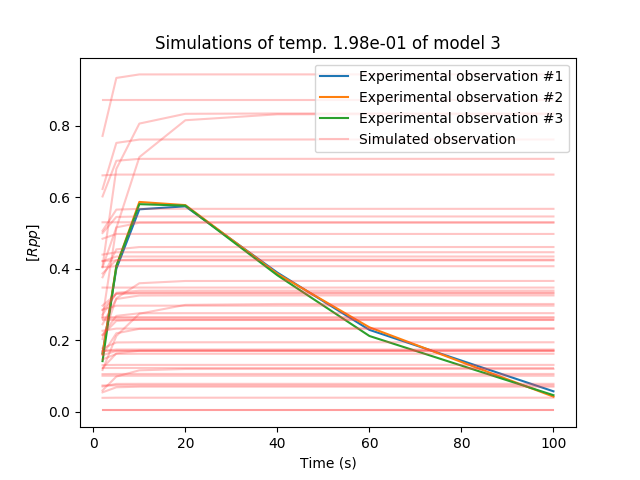 Simulations of temp. 1.98e-01 of model 3
Experimental observation #1
Experimental observation #2
Experimental observation #3
Simulated observation
0.8
0.6
0.4
0.2
0.0
[Rpp]
0 20 40 60 80 100
Time (s)